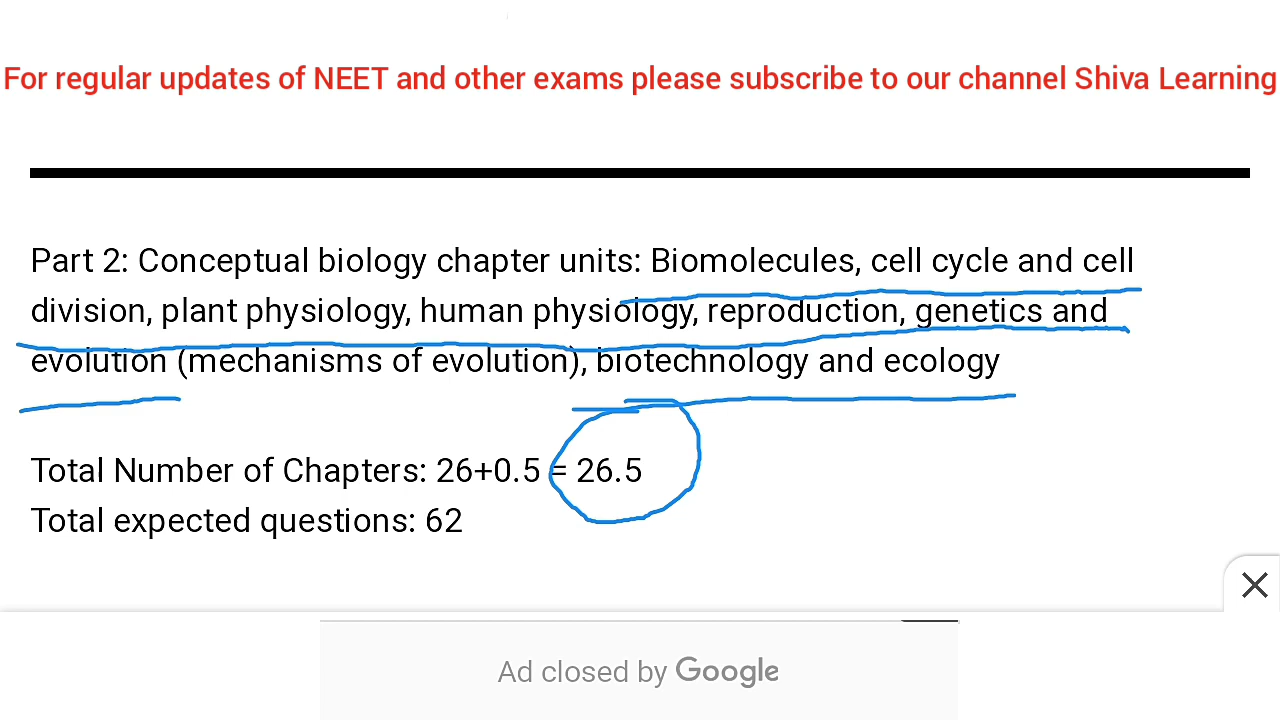 For regular updates of NEET and other exams please subscribe to our channel Shiva Learning
Part 2: Conceptual biology chapter units: Biomolecules, cell cycle and cell
division, plant physiology, human physiology, reproduction, genetics and
evolution (mechanisms of evolution), biotechnology and ecology
Total Number of Chapters: 26+0.5 = 26.5
Total expected questions: 62
Ad closed by Google